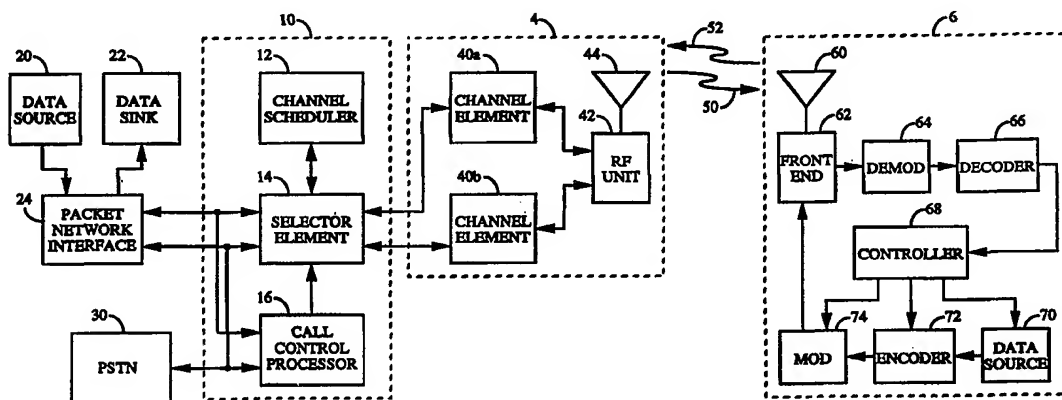 10
4
52
6
20
22
12
40a
44
60
DATA
SOURCE
DATA
SINK
CHANNEL
SCHEDULER
CHANNEL
ELEMENT
42
50
62
64
66
RF
UNIT
FRONT
END
DEMOD
DECODER
24
PACKET
NETWORK
INTERFACE
14
SELECTOR
ELEMENT
40b
CHANNEL
ELEMENT
68
CONTROLLER
30
PSTN
16
CALL
CONTROL
PROCESSOR
74
72
70
MOD
ENCODER
DATA
SOURCE